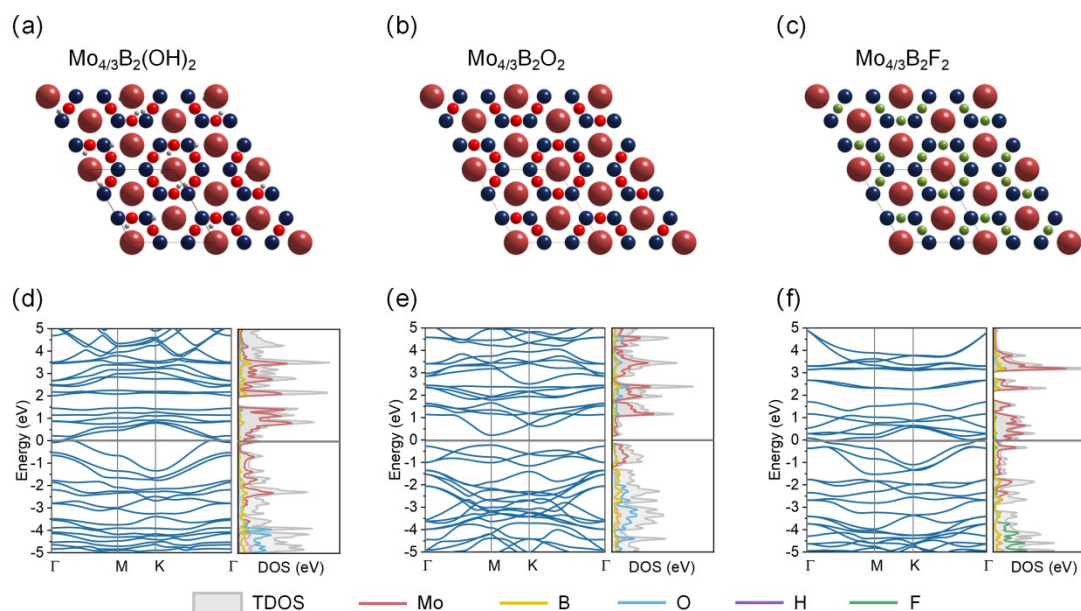 (a)
(b)
(c)
Mo4/3B2(OH)2
Mo4/3B2O2
Mo4/3B2F2
(d)
(e)
(f)
Energy (eV)
5
4
3
2
1
0
-1
-2
-3
-4
-5
Γ M K Γ DOS (eV)
Energy (eV)
5
4
3
2
1
0
-1
-2
-3
-4
-5
Γ M K Γ DOS (eV)
Energy (eV)
5
4
3
2
1
0
-1
-2
-3
-4
-5
Γ M K Γ DOS (eV)
TDOS Mo B O H F